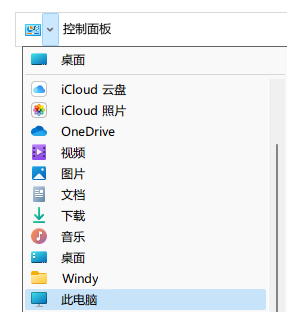 控制面板
桌面
iCloud 云盘
iCloud 照片
OneDrive
视频
图片
文档
下载
音乐
桌面
Windy
此电脑